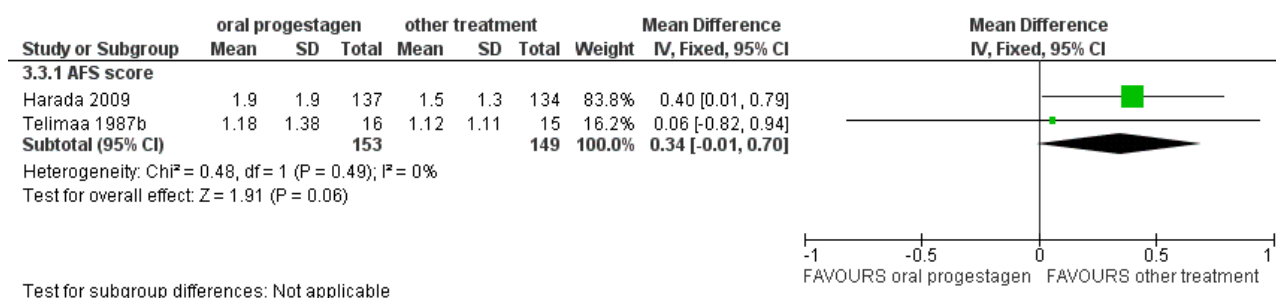 oral progestagen other treatment Mean Difference Mean Difference
Study or Subgroup Mean SD Total Mean SD Total Weight IV, Fixed, 95% CI IV, Fixed, 95% CI
3.3.1 AFS score
Harada 2009 1.9 1.9 137 1.5 1.3 134 83.8% 0.40 [0.01, 0.79]
Telimaa 1987b 1.18 1.38 16 1.12 1.11 15 16.2% 0.06 [-0.82, 0.94]
Subtotal (95% CI) 153 149 100.0% 0.34 [-0.01, 0.70]
Heterogeneity: Chi² = 0.48, df = 1 (P = 0.49); I² = 0%
Test for overall effect: Z = 1.91 (P = 0.06)
-1 -0.5 0 0.5 1
FAVOURS oral progestagen FAVOURS other treatment
Test for subgroup differences: Not applicable